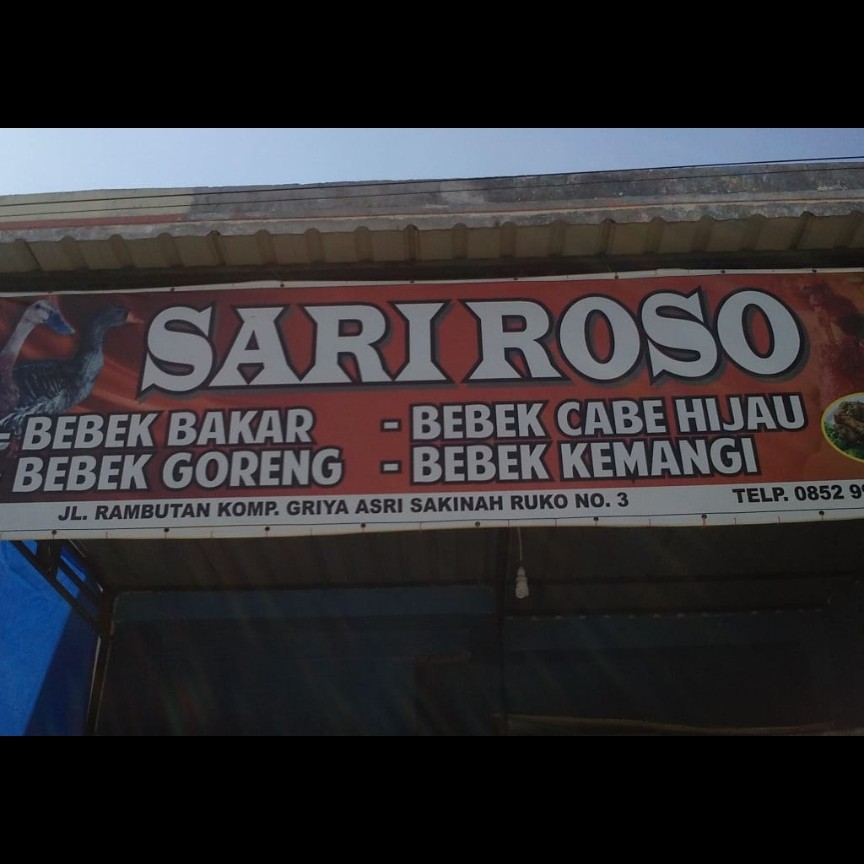 SARI ROSO
- BEBEK BAKAR - BEBEK CABE HIJAU
- BEBEK GORENG - BEBEK KEMANGI
JL. RAMBUTAN KOMP. GRIYA ASRI SAKINAH RUKO NO. 3 TELP. 0852 99